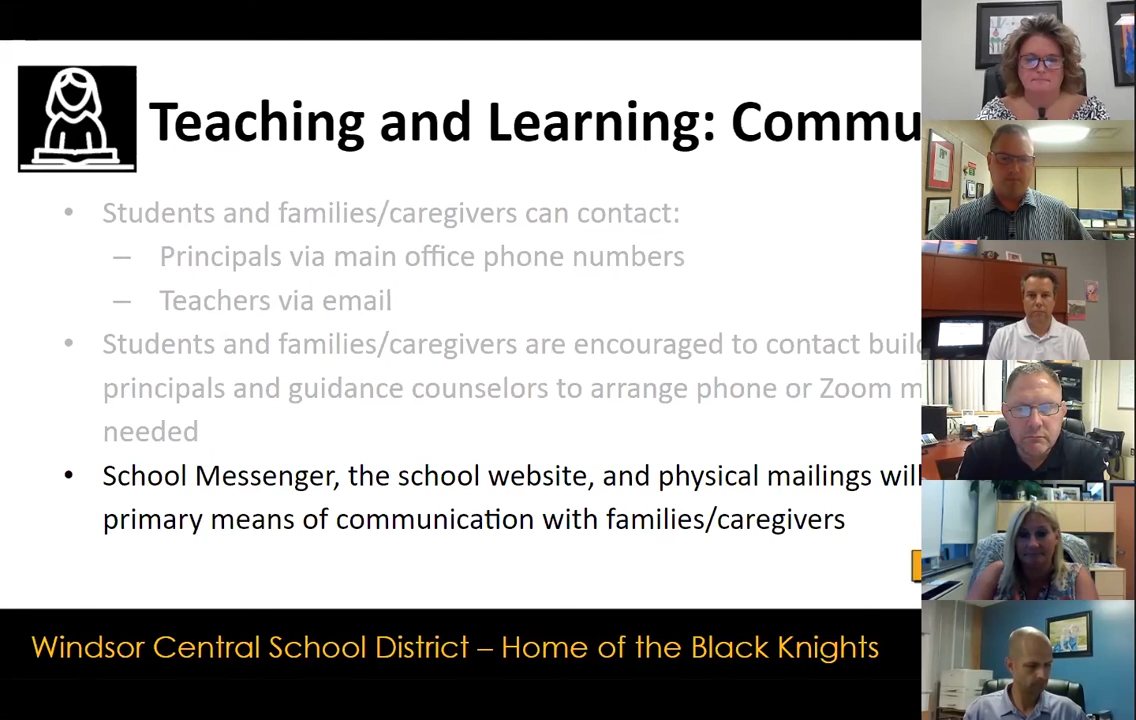 Teaching and Learning: Commu
• Students and families/caregivers can contact:
– Principals via main office phone numbers
– Teachers via email
• Students and families/caregivers are encouraged to contact
principals and guidance counselors to arrange phone or Zoom
needed
• School Messenger, the school website, and physical mailings will
primary means of communication with families/caregivers
Windsor Central School District – Home of the Black Knights